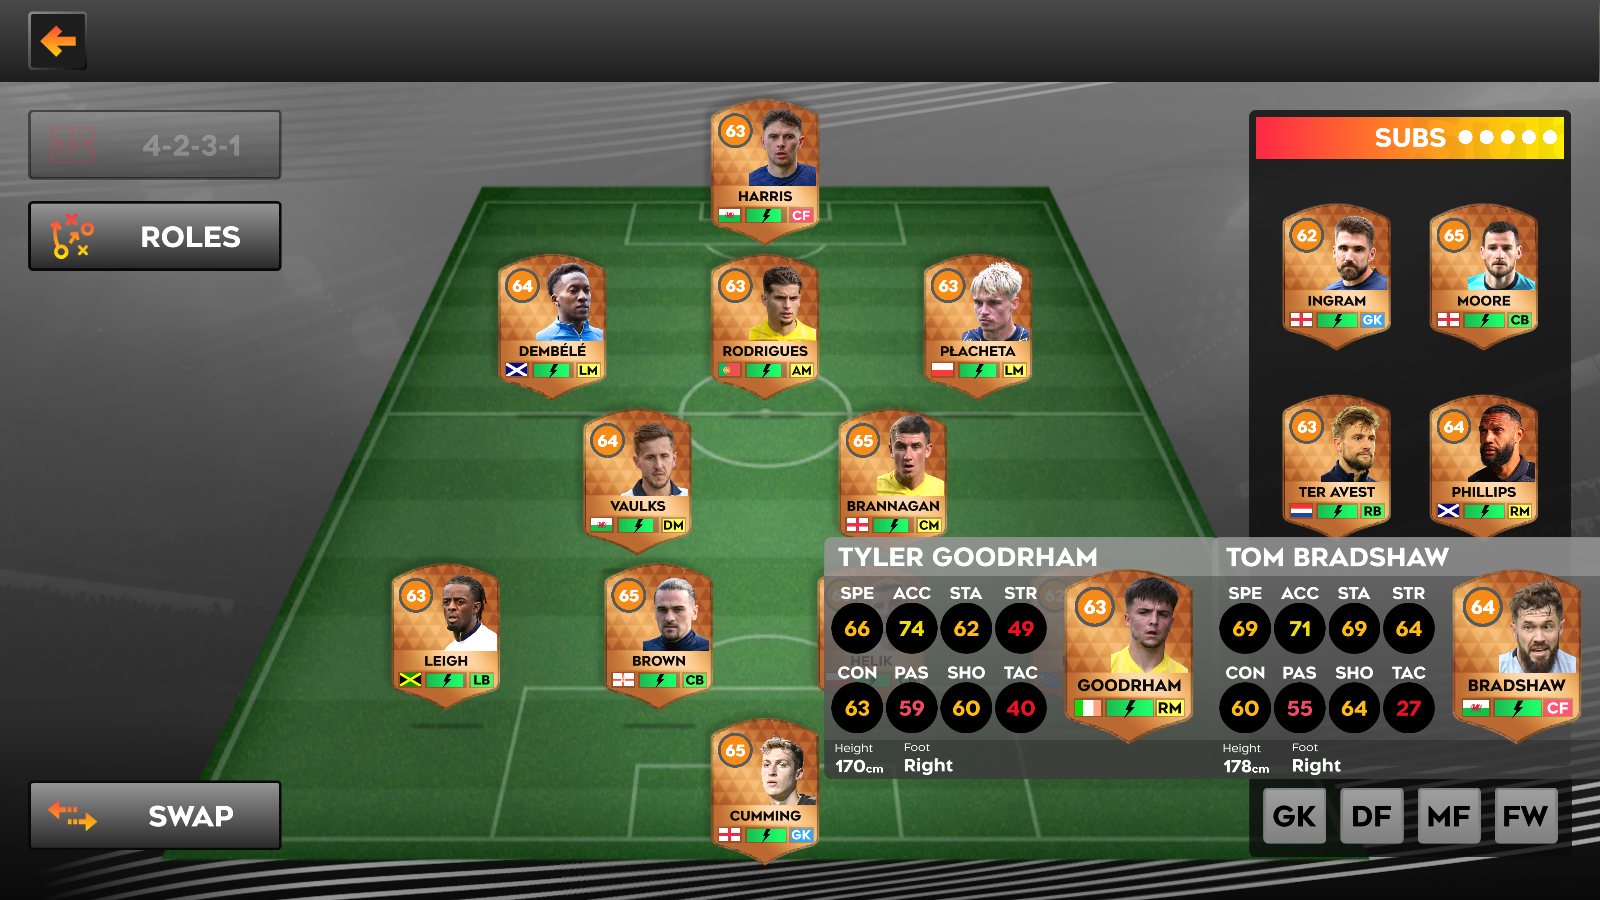 4-2-3-1
ROLES
63
HARRIS
CF
64
DEMBÉLÉ
LM
63
RODRIGUES
AM
63
PŁACHETA
LM
64
VAULKS
DM
65
BRANNAGAN
CM
63
LEIGH
LB
65
BROWN
CB
HELIK
65
CUMMING
GK
SWAP
SUBS
62
INGRAM
GK
65
MOORE
CB
63
TER AVEST
RB
64
PHILLIPS
RM
TYLER GOODRHAM
SPE ACC STA STR
66 74 62 49
CON PAS SHO TAC
63 59 60 40
Height Foot
170cm Right
63
GOODRHAM
RM
TOM BRADSHAW
SPE ACC STA STR
69 71 69 64
CON PAS SHO TAC
60 55 64 27
Height Foot
178cm Right
64
BRADSHAW
CF
GK DF MF FW